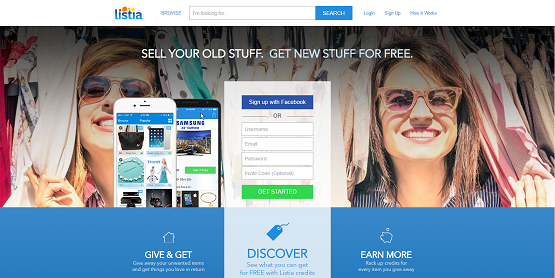 listia
BROWSE
I'm looking for
SEARCH
Login
Sign Up
How it Works
SELL YOUR OLD STUFF. GET NEW STUFF FOR FREE.
Sign up with Facebook
OR
Username
Email
Password
Invite Code (Optional)
GET STARTED
Browse
Popular
SAMSUNG
GIVE & GET
Give away your unwanted items
and get things you love in return
DISCOVER
See what you can get
for FREE with Listia credits
EARN MORE
Rack up credits for
every item you give away